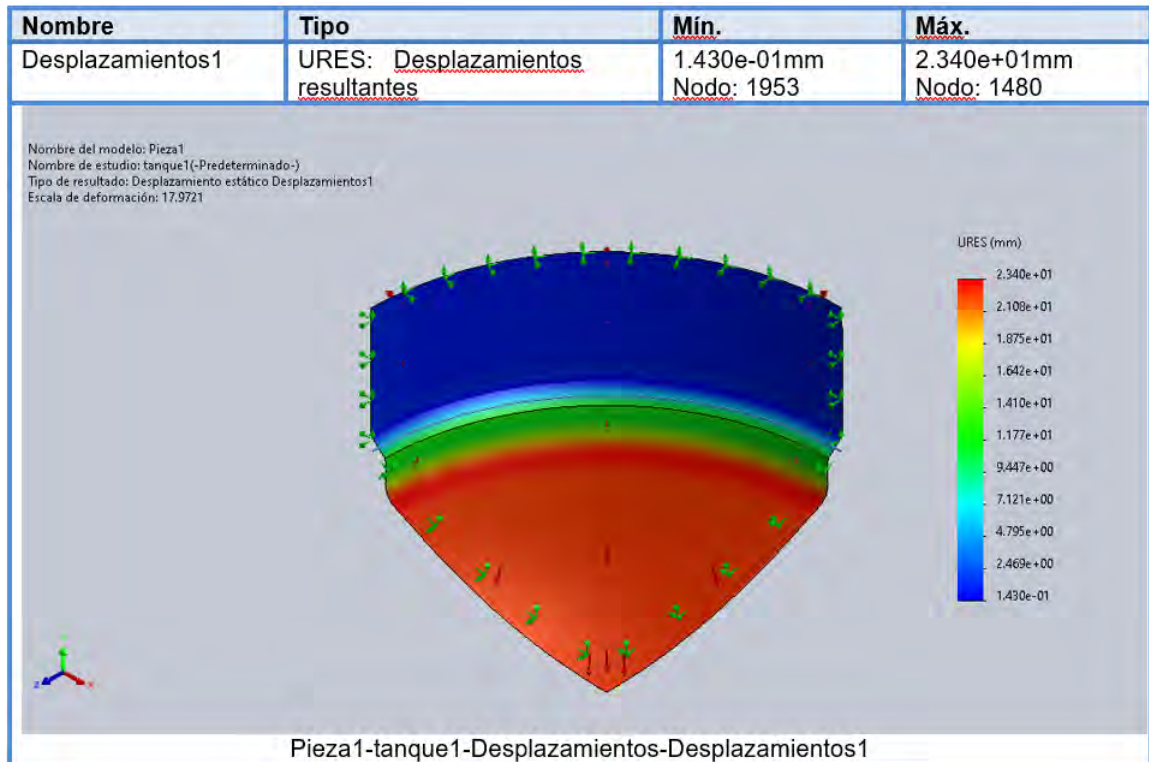 Nombre Tipo Mín. Máx.
Desplazamientos1 URES: Desplazamientos resultantes 1.430e-01mm Nodo: 1953 2.340e+01mm Nodo: 1480
Nombre del modelo: Pieza1
Nombre de estudio: tanque1(-Predeterminado-)
Tipo de resultado: Desplazamiento estático Desplazamientos1
Escala de deformación: 17.9721
URES (mm)
2.340e+01
2.108e+01
1.875e+01
1.642e+01
1.410e+01
1.177e+01
9.447e+00
7.121e+00
4.795e+00
2.469e+00
1.430e-01
Pieza1-tanque1-Desplazamientos-Desplazamientos1